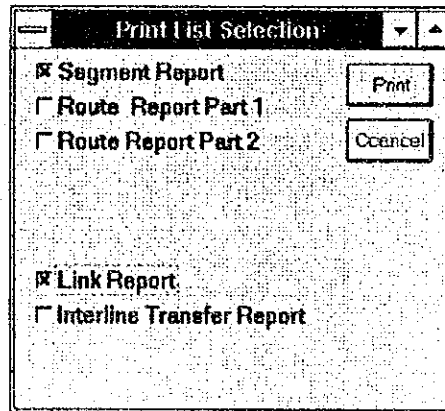 Print List Selection
Segment Report
Print
Route Report Part 1
Route Report Part 2
Ccancel
Link Report
Interline Transfer Report